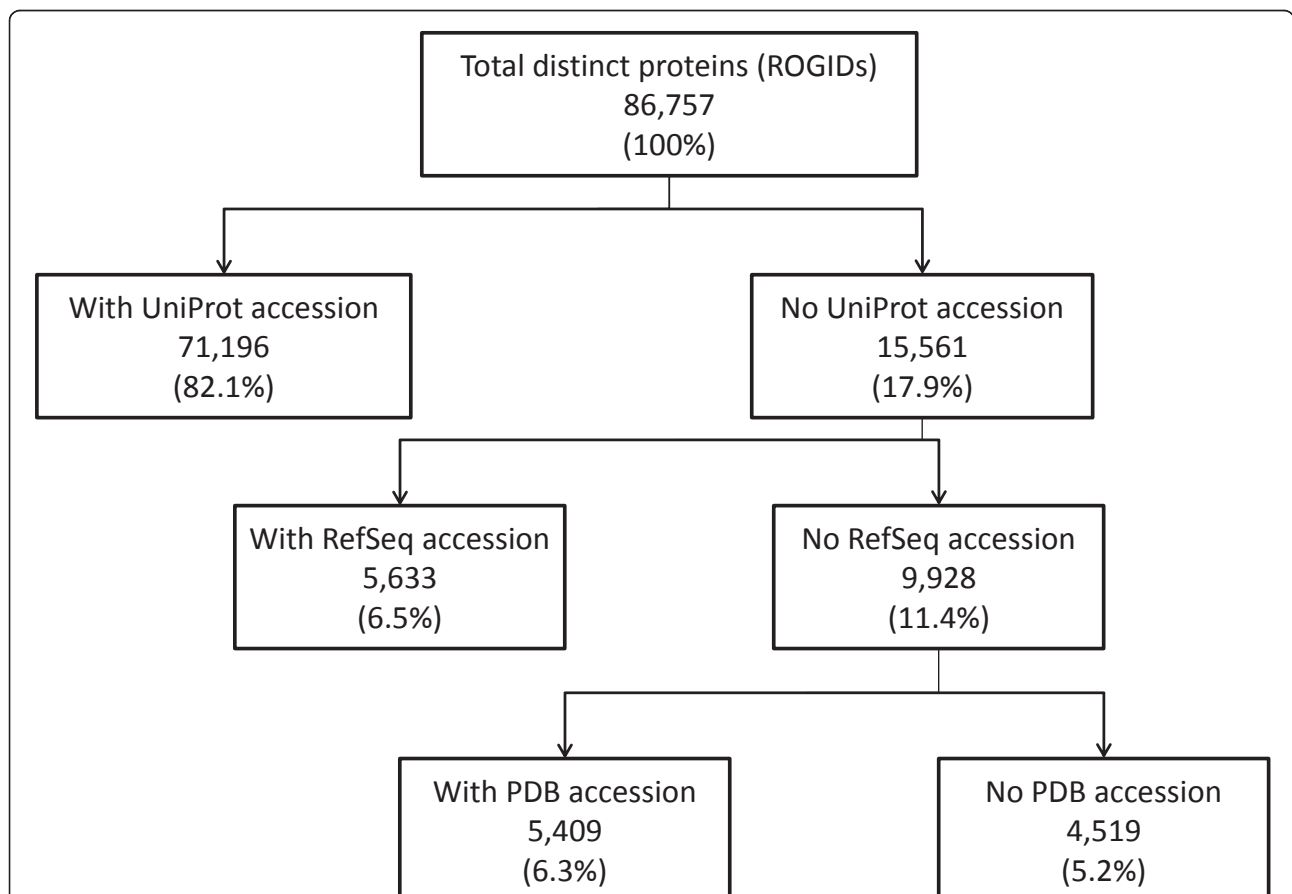 Total distinct proteins (ROGIDs)
86,757
(100%)
With UniProt accession
71,196
(82.1%)
No UniProt accession
15,561
(17.9%)
With RefSeq accession
5,633
(6.5%)
No RefSeq accession
9,928
(11.4%)
With PDB accession
5,409
(6.3%)
No PDB accession
4,519
(5.2%)